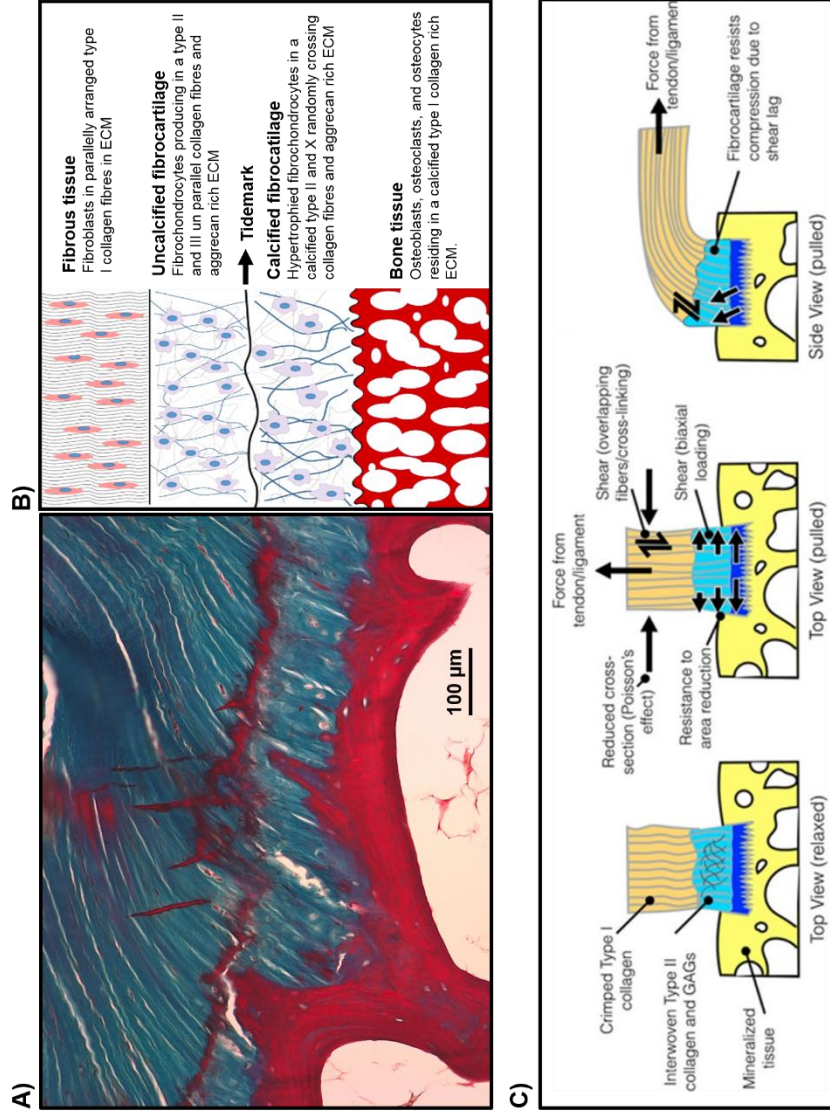 A)
100 µm
B)
Fibrous tissue
Fibroblasts in parallely arranged type
I collagen fibres in ECM
Uncalcified fibrocartilage
Fibrochondrocytes producing in a type II
and III un parallel collagen fibres and
aggrecan rich ECM
Tidemark
Calcified fibrocatilage
Hypertrophied fibrochondrocytes in a
calcified type II and X randomly crossing
collagen fibres and aggrecan rich ECM
Bone tissue
Osteoblasts, osteoclasts, and osteocytes
residing in a calcified type I collagen rich
ECM.
C)
Crimped Type I
collagen
Interwoven Type II
collagen and GAGs
Mineralized
tissue
Top View (relaxed)
Force from
tendon/ligament
Reduced cross-
section (Poisson's
effect)
Resistance to
area reduction
Shear (overlapping
fibers/cross-linking)
Shear (biaxial
loading)
Top View (pulled)
Force from
tendon/ligament
Fibrocartilage resists
compression due to
shear lag
Side View (pulled)